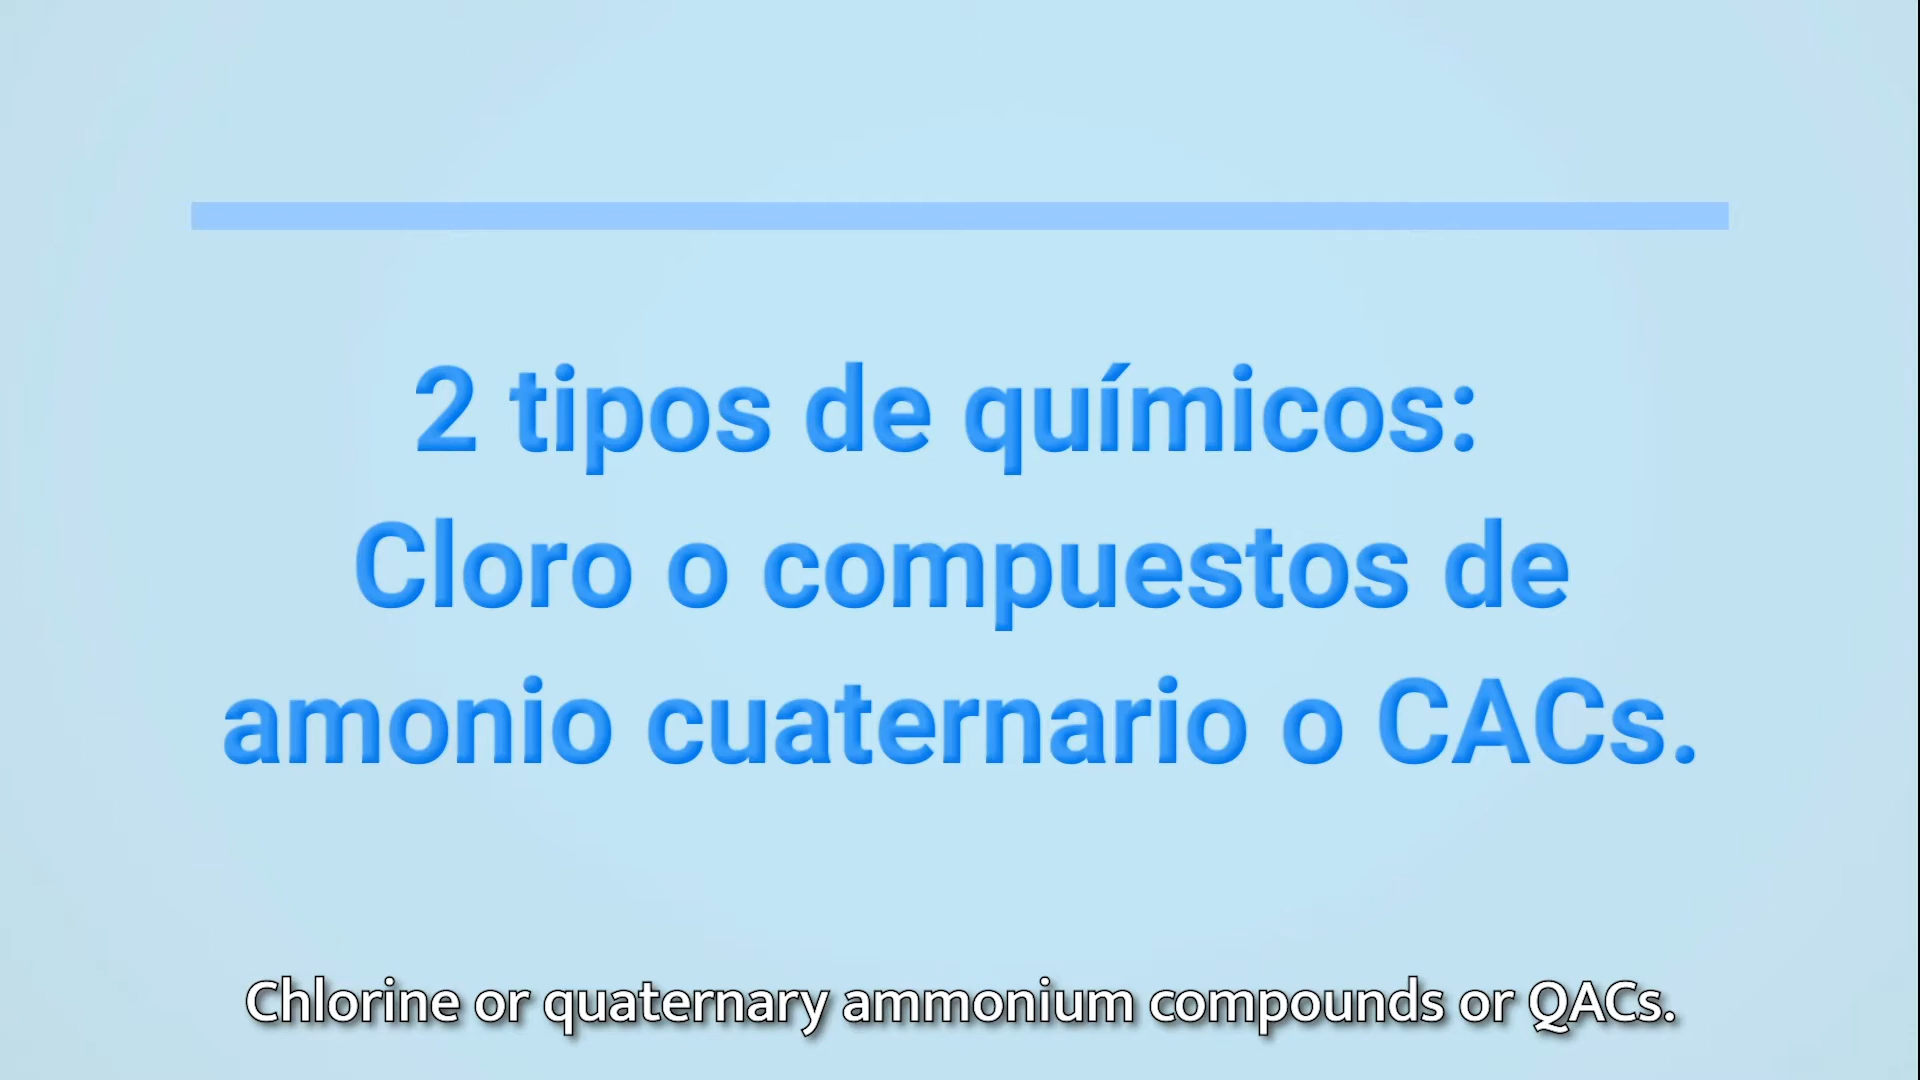 2 tipos de químicos:
Cloro o compuestos de
amonio cuaternario o CACs.
Chlorine or quaternary ammonium compounds or QACs.